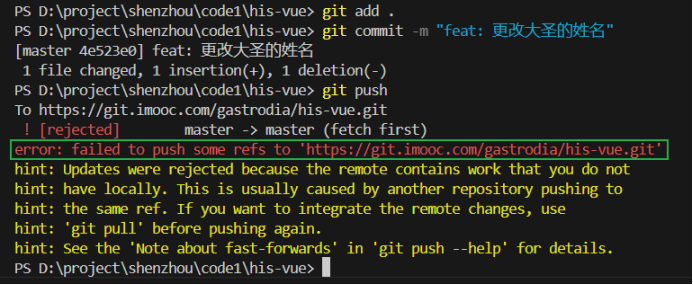 PS D:\project\shenzhou\code1\his-vue> git add .
PS D:\project\shenzhou\code1\his-vue> git commit -m "feat: 更改大圣的姓名"
[master 4e523e0] feat: 更改大圣的姓名
 1 file changed, 1 insertion(+), 1 deletion(-)
PS D:\project\shenzhou\code1\his-vue> git push
To https://git.imooc.com/gastrodia/his-vue.git
 ! [rejected]        master -> master (fetch first)
error: failed to push some refs to 'https://git.imooc.com/gastrodia/his-vue.git'
hint: Updates were rejected because the remote contains work that you do not
hint: have locally. This is usually caused by another repository pushing to
hint: the same ref. If you want to integrate the remote changes, use
hint: 'git pull' before pushing again.
hint: See the 'Note about fast-forwards' in 'git push --help' for details.
PS D:\project\shenzhou\code1\his-vue>